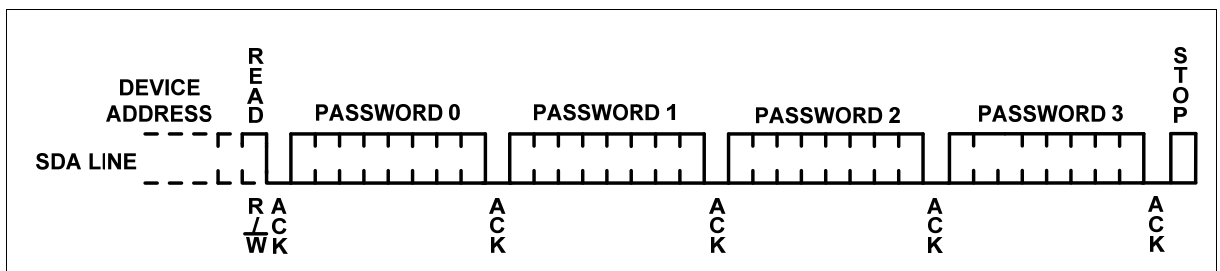 READ
STOP
DEVICE ADDRESS
PASSWORD 0
PASSWORD 1
PASSWORD 2
PASSWORD 3
SDA LINE
R/W
ACK
ACK
ACK
ACK
ACK